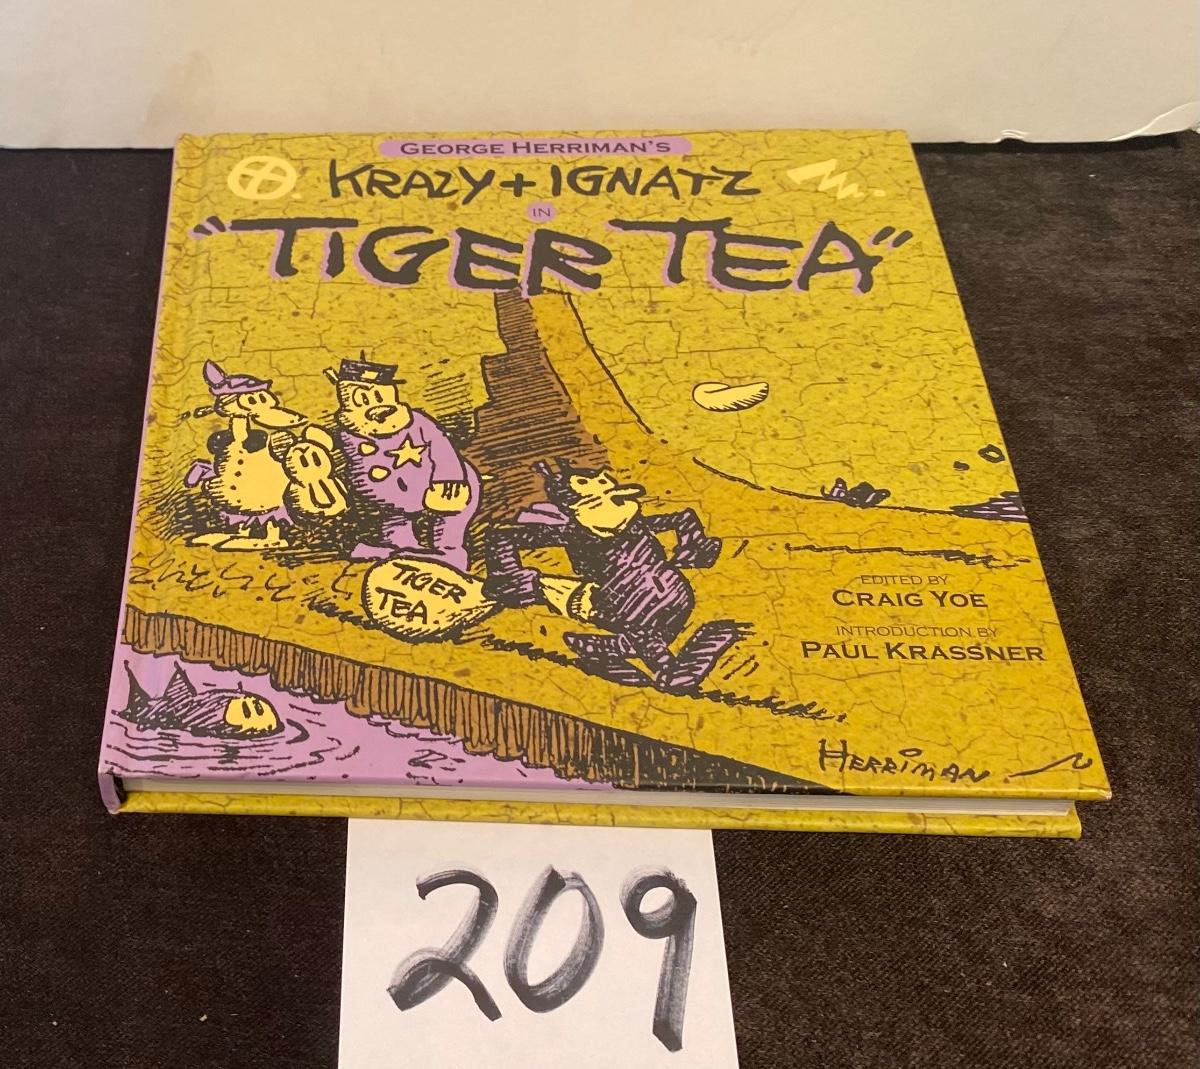 GEORGE HERRIMAN'S
KRAZY + IGNATZ
IN
"TIGER TEA"
TIGER
TEA.
EDITED BY
CRAIG YOE
INTRODUCTION BY
PAUL KRASSNER
HERRIMAN
209